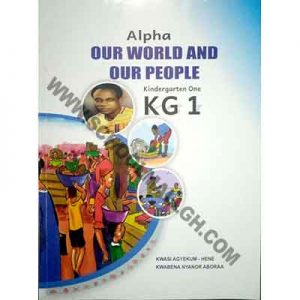 Alpha
OUR WORLD AND
OUR PEOPLE
Kindergarten One
KG 1
KWASI AGYEKUM - HENE
KWABENA NYANOR ABORAA